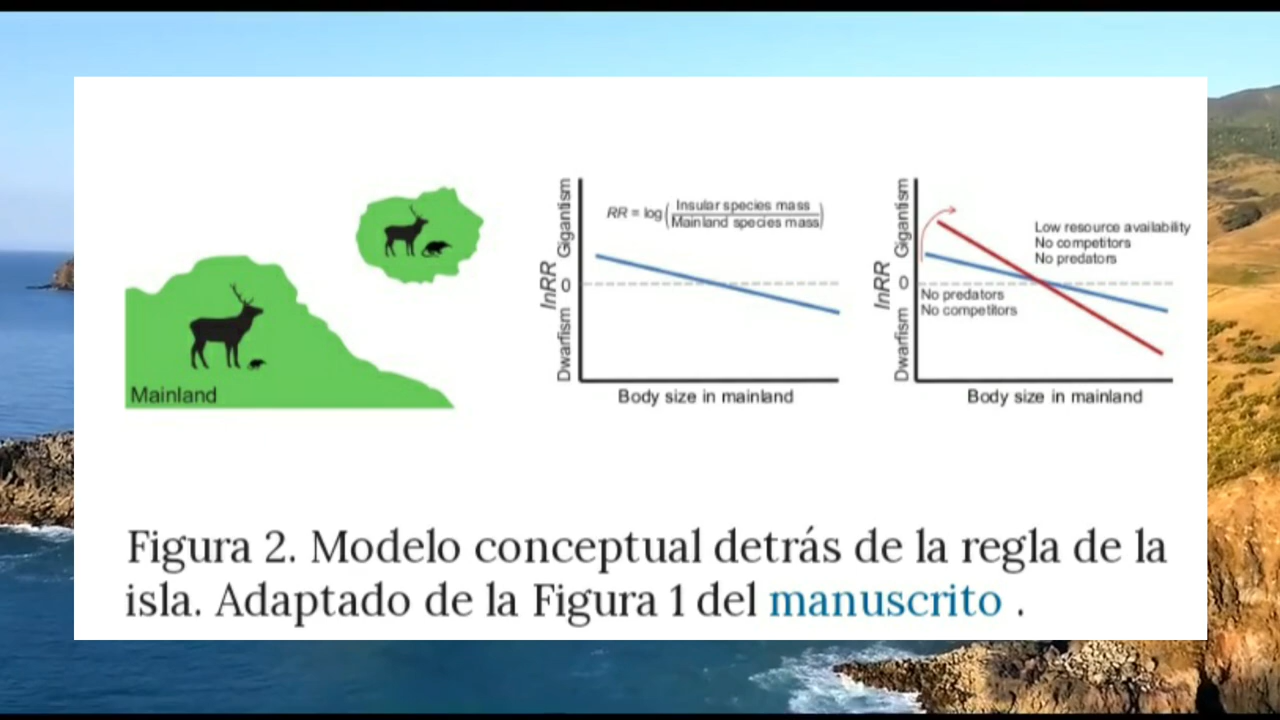 Mainland
Gigantism
0
Dwarfism
lnRR
RR = log(Insular species mass
Mainland species mass)
Body size in mainland
Gigantism
0
Dwarfism
lnRR
Low resource availability
No competitors
No predators
No predators
No competitors
Body size in mainland
Figura 2. Modelo conceptual detrás de la regla de la
isla. Adaptado de la Figura 1 del manuscrito .